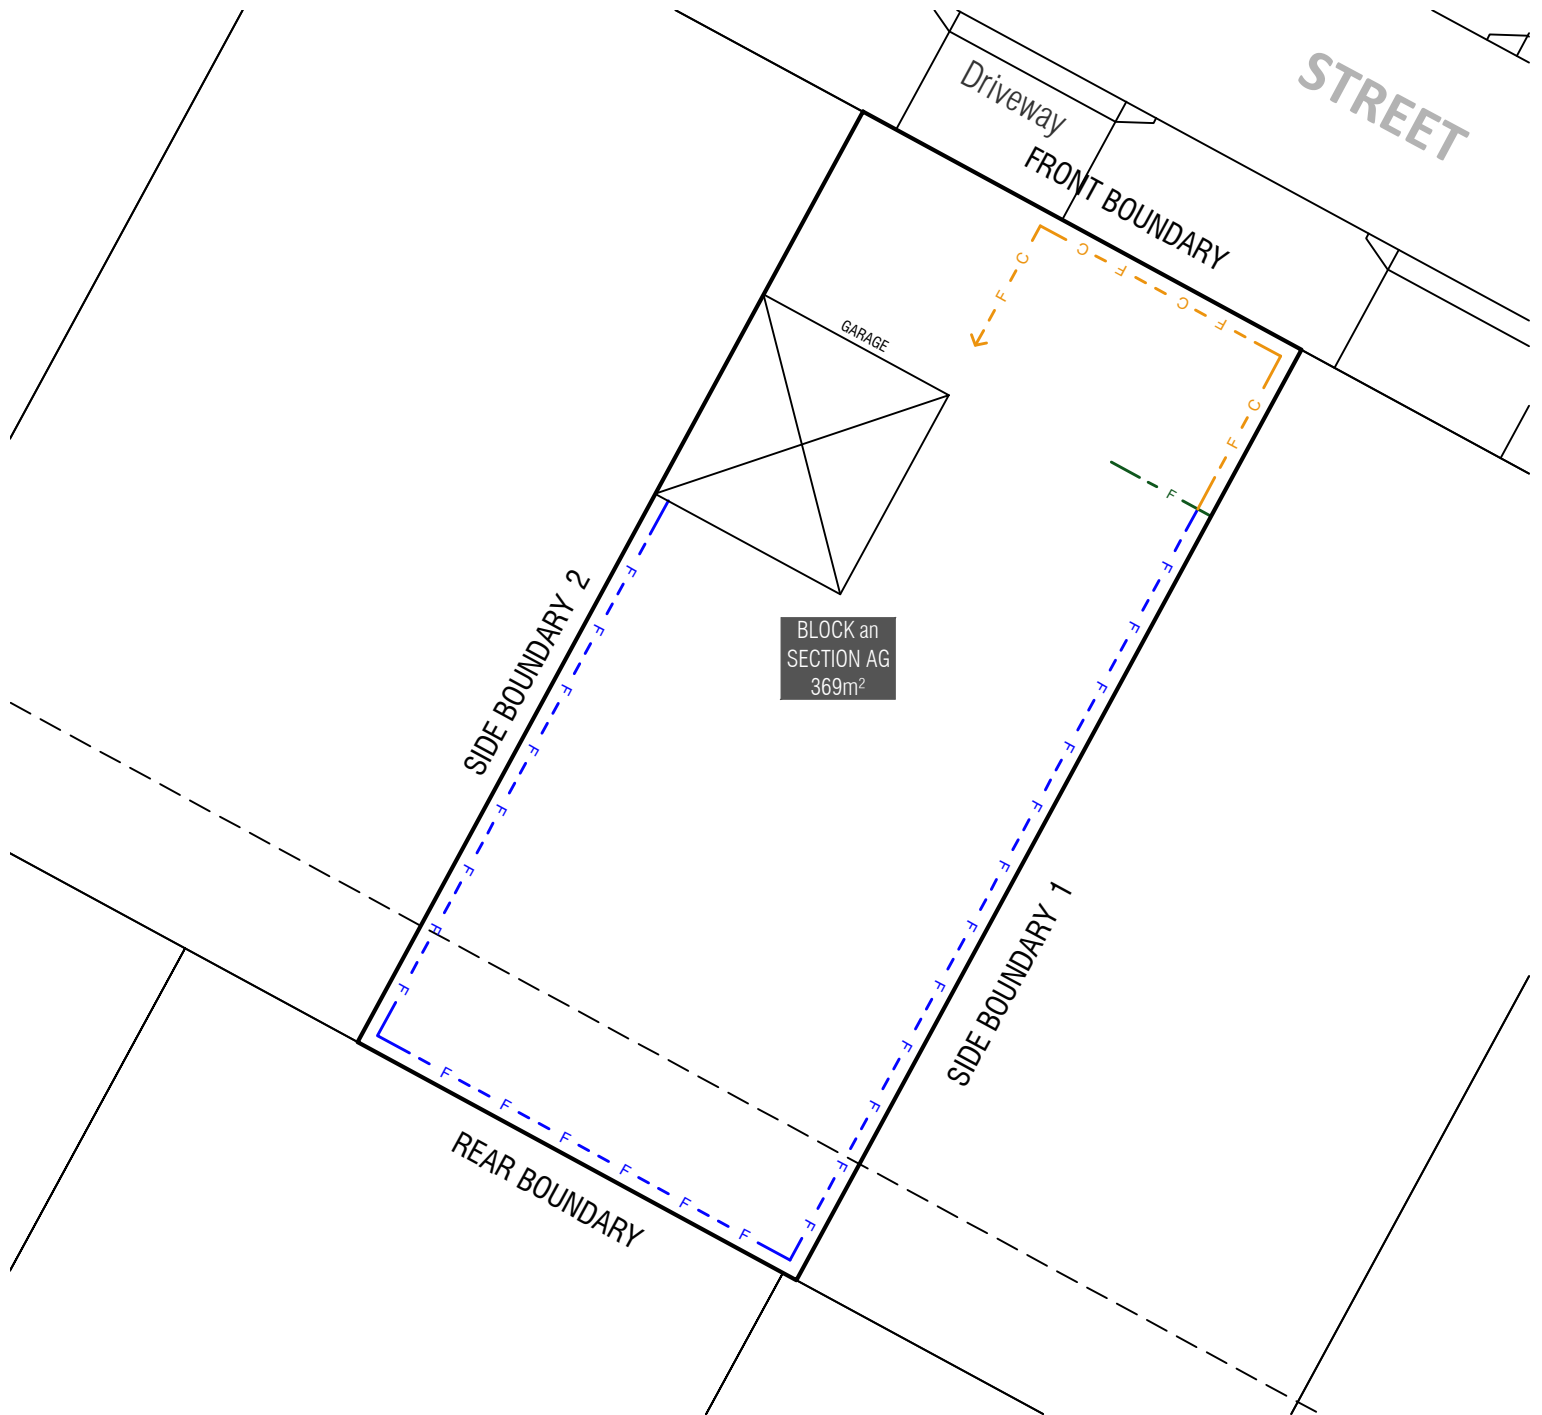 STREET
Driveway
FRONT BOUNDARY
C
F
C F C F
C
F
GARAGE
F
SIDE BOUNDARY 2
F F F F F F F F
BLOCK an
SECTION AG
369m²
F F F F F F F F F F F F
SIDE BOUNDARY 1
F F F F F F
REAR BOUNDARY